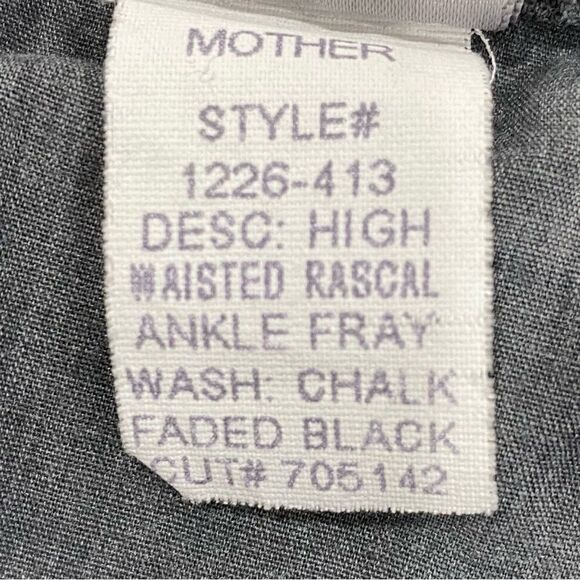 MOTHER
STYLE#
1226-413
DESC: HIGH
WAISTED RASCAL
ANKLE FRAY
WASH: CHALK
FADED BLACK
CUT# 705142